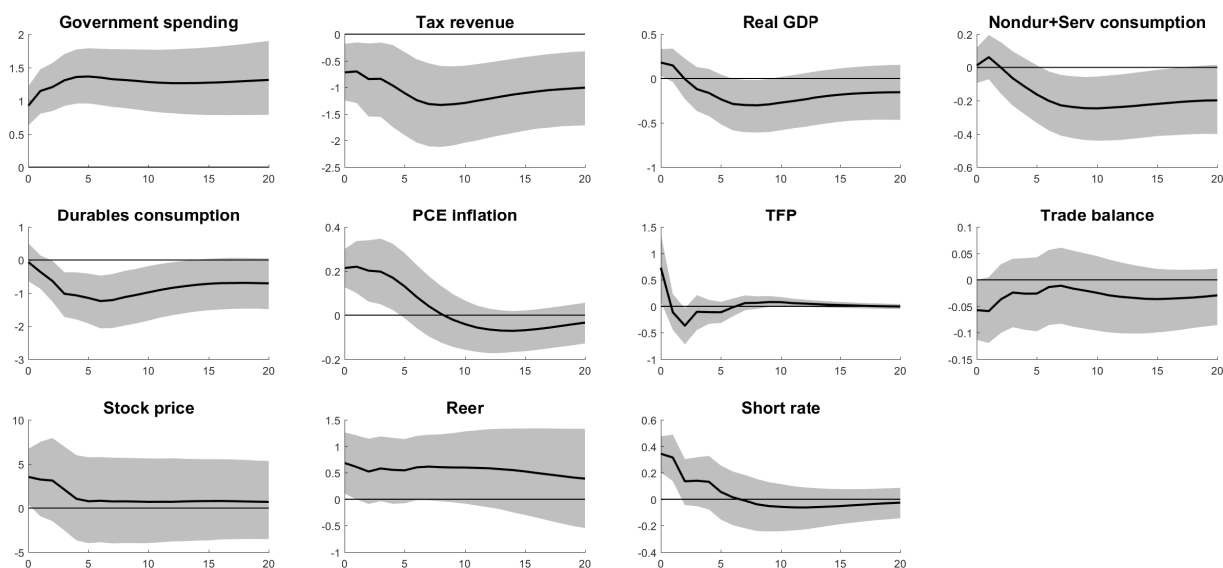 Government spending
2
1.5
1
0.5
0
0 5 10 15 20
Tax revenue
0
-0.5
-1
-1.5
-2
-2.5
0 5 10 15 20
Real GDP
0.5
0
-0.5
-1
0 5 10 15 20
Nondur+Serv consumption
0.2
0
-0.2
-0.4
-0.6
0 5 10 15 20
Durables consumption
1
0
-1
-2
-3
0 5 10 15 20
PCE inflation
0.4
0.2
0
-0.2
0 5 10 15 20
TFP
1.5
1
0.5
0
-0.5
-1
0 5 10 15 20
Trade balance
0.1
0.05
0
-0.05
-0.1
-0.15
0 5 10 15 20
Stock price
10
5
0
-5
0 5 10 15 20
Reer
1.5
1
0.5
0
-0.5
-1
0 5 10 15 20
Short rate
0.6
0.4
0.2
0
-0.2
-0.4
0 5 10 15 20